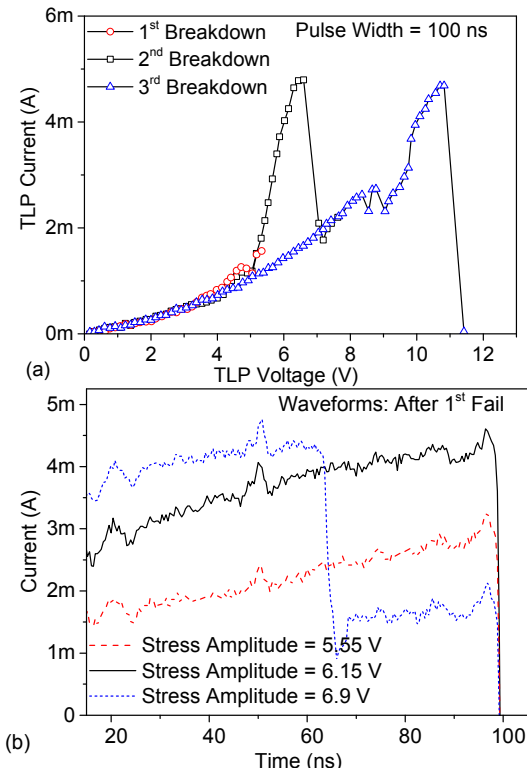 6m
1st Breakdown
Pulse Width = 100 ns
2nd Breakdown
3rd Breakdown
4m
TLP Current (A)
2m
0m
0 2 4 6 8 10 12
(a)
TLP Voltage (V)
5m
Waveforms: After 1st Fail
4m
3m
Current (A)
2m
Stress Amplitude = 5.55 V
1m
Stress Amplitude = 6.15 V
Stress Amplitude = 6.9 V
0
20 40 60 80 100
(b)
Time (ns)